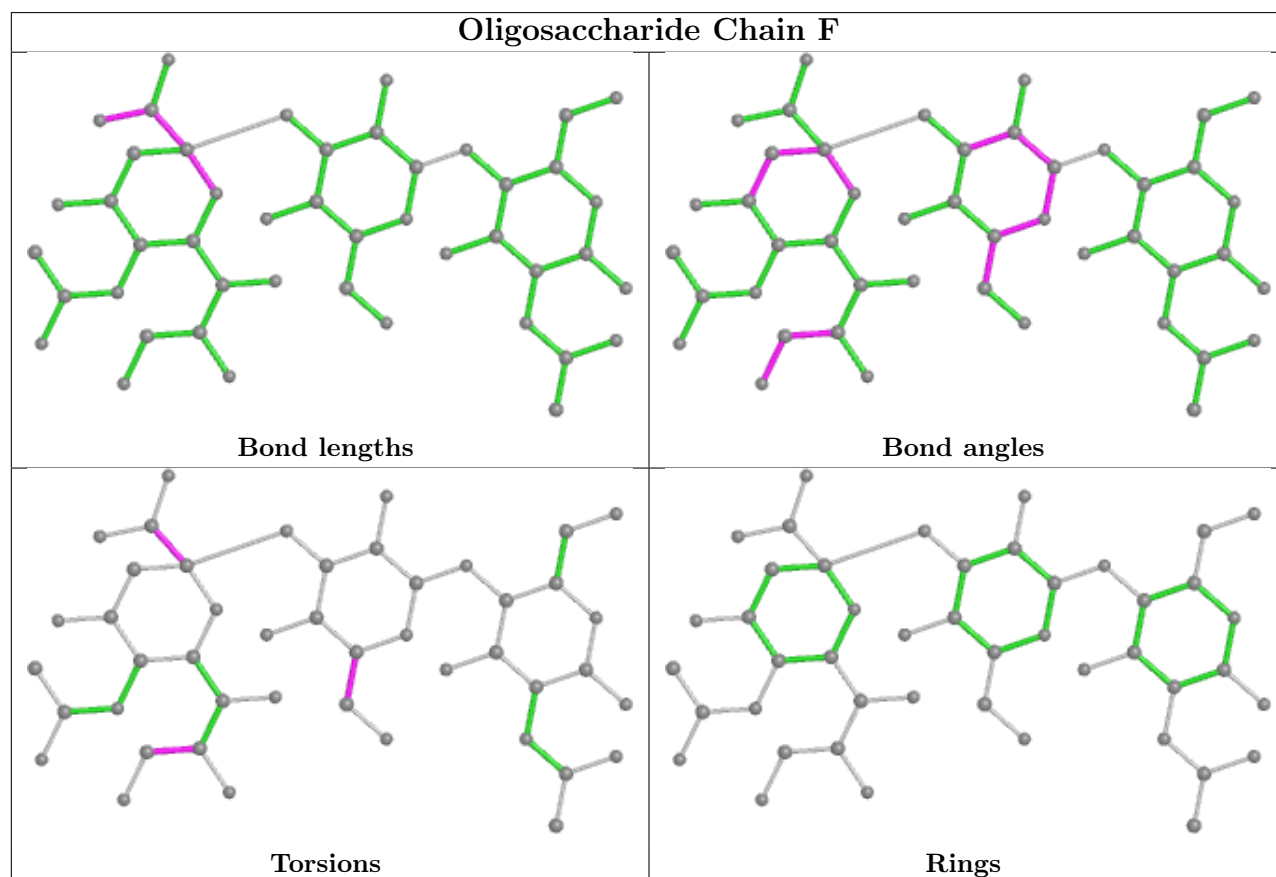 Oligosaccharide Chain F
Bond lengths
Bond angles
Torsions
Rings